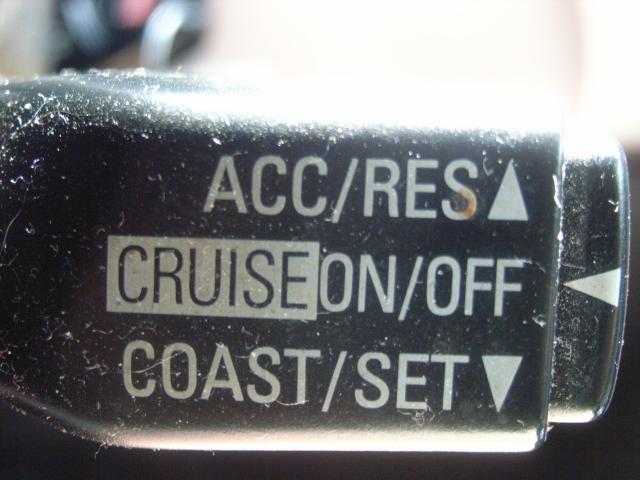 ACC/RES▲
CRUISE ON/OFF
COAST/SET▼